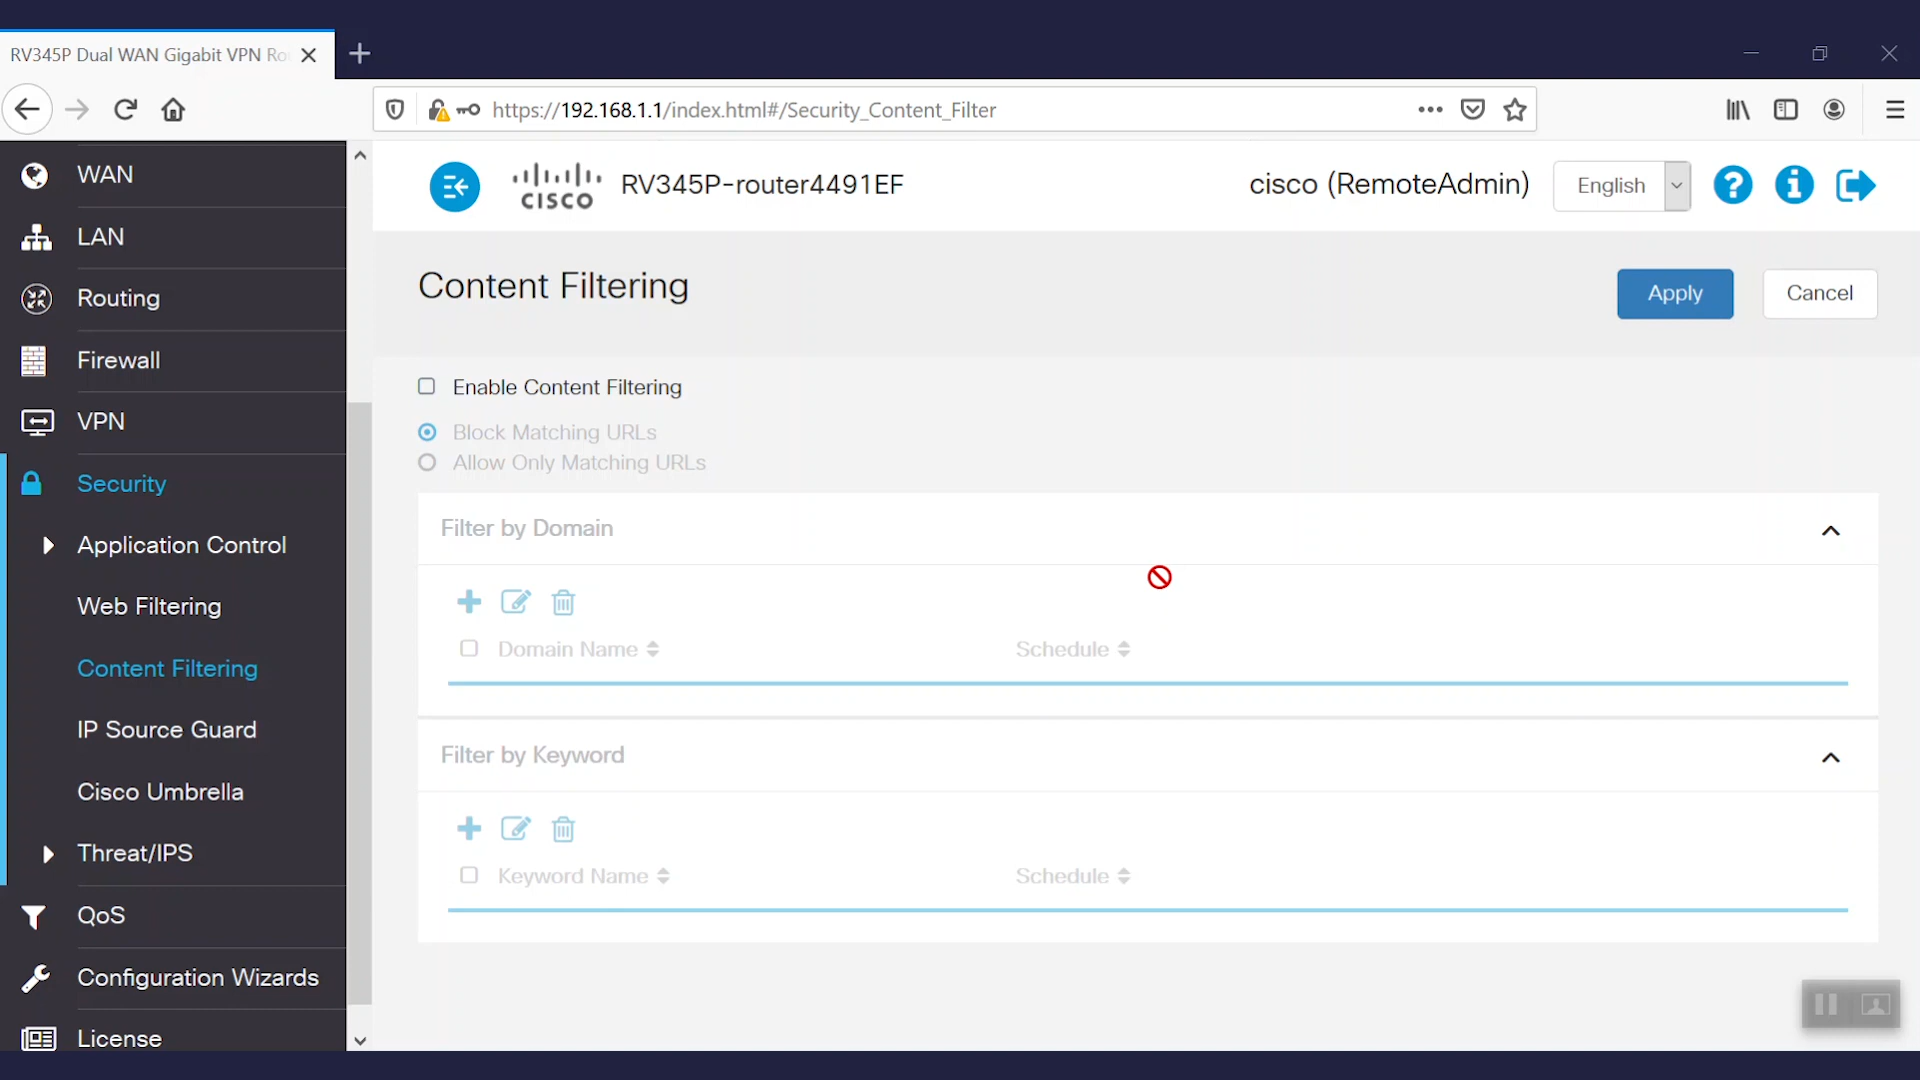 RV345P Dual WAN Gigabit VPN Ro
https://192.168.1.1/index.html#/Security_Content_Filter
WAN
LAN
Routing
Firewall
VPN
Security
Application Control
Web Filtering
Content Filtering
IP Source Guard
Cisco Umbrella
Threat/IPS
QoS
Configuration Wizards
License
CISCO
RV345P-router4491EF
cisco (RemoteAdmin)
English
Content Filtering
Apply
Cancel
Enable Content Filtering
Block Matching URLs
Allow Only Matching URLs
Filter by Domain
Domain Name
Schedule
Filter by Keyword
Keyword Name
Schedule